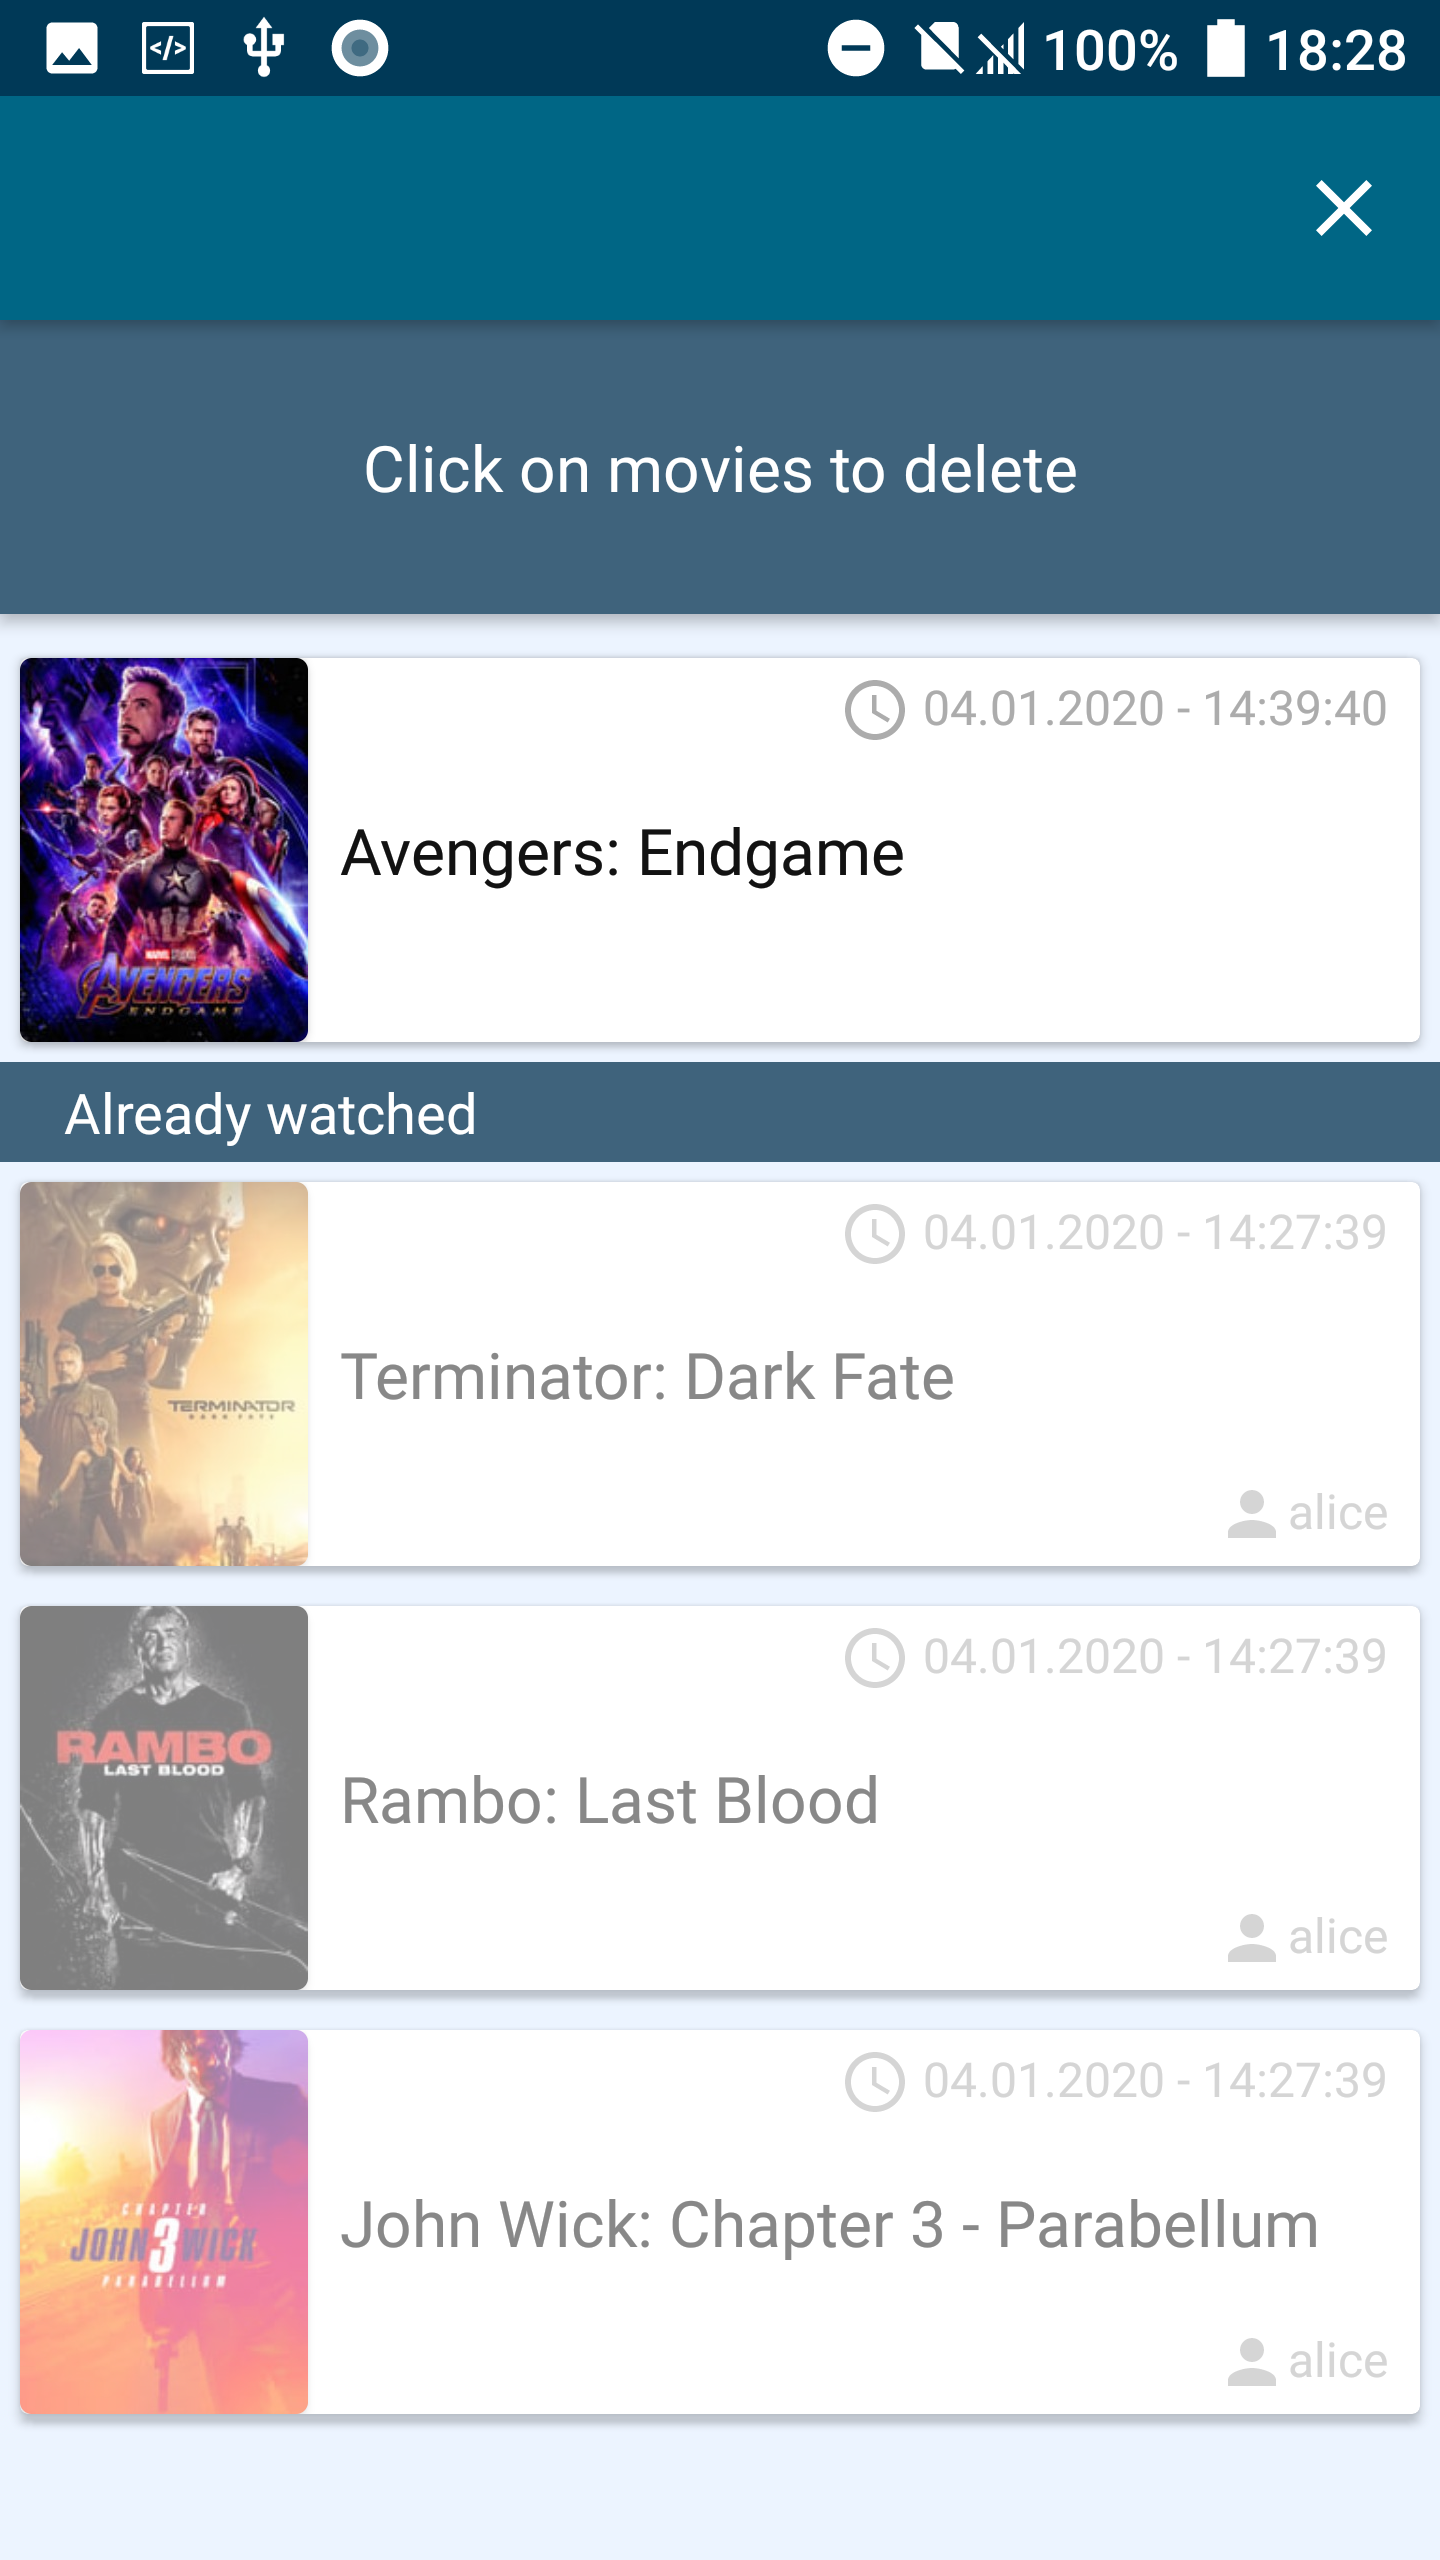 100% 18:28
Click on movies to delete
04.01.2020 - 14:39:40
Avengers: Endgame
MARVEL STUDIOS
AVENGERS
ENDGAME
Already watched
04.01.2020 - 14:27:39
Terminator: Dark Fate
TERMINATOR
DARK FATE
alice
04.01.2020 - 14:27:39
Rambo: Last Blood
RAMBO
LAST BLOOD
alice
04.01.2020 - 14:27:39
John Wick: Chapter 3 - Parabellum
CHAPTER
JOHN 3 WICK
PARABELLUM
alice